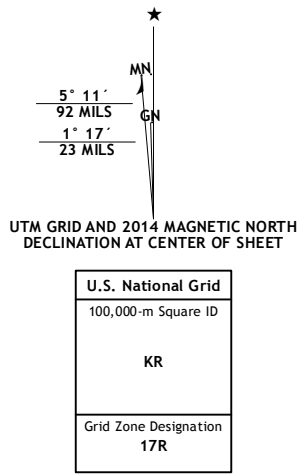 MN
GN
5° 11´
92 MILS
1° 17´
23 MILS
UTM GRID AND 2014 MAGNETIC NORTH
DECLINATION AT CENTER OF SHEET
U.S. National Grid
100,000-m Square ID
KR
Grid Zone Designation
17R